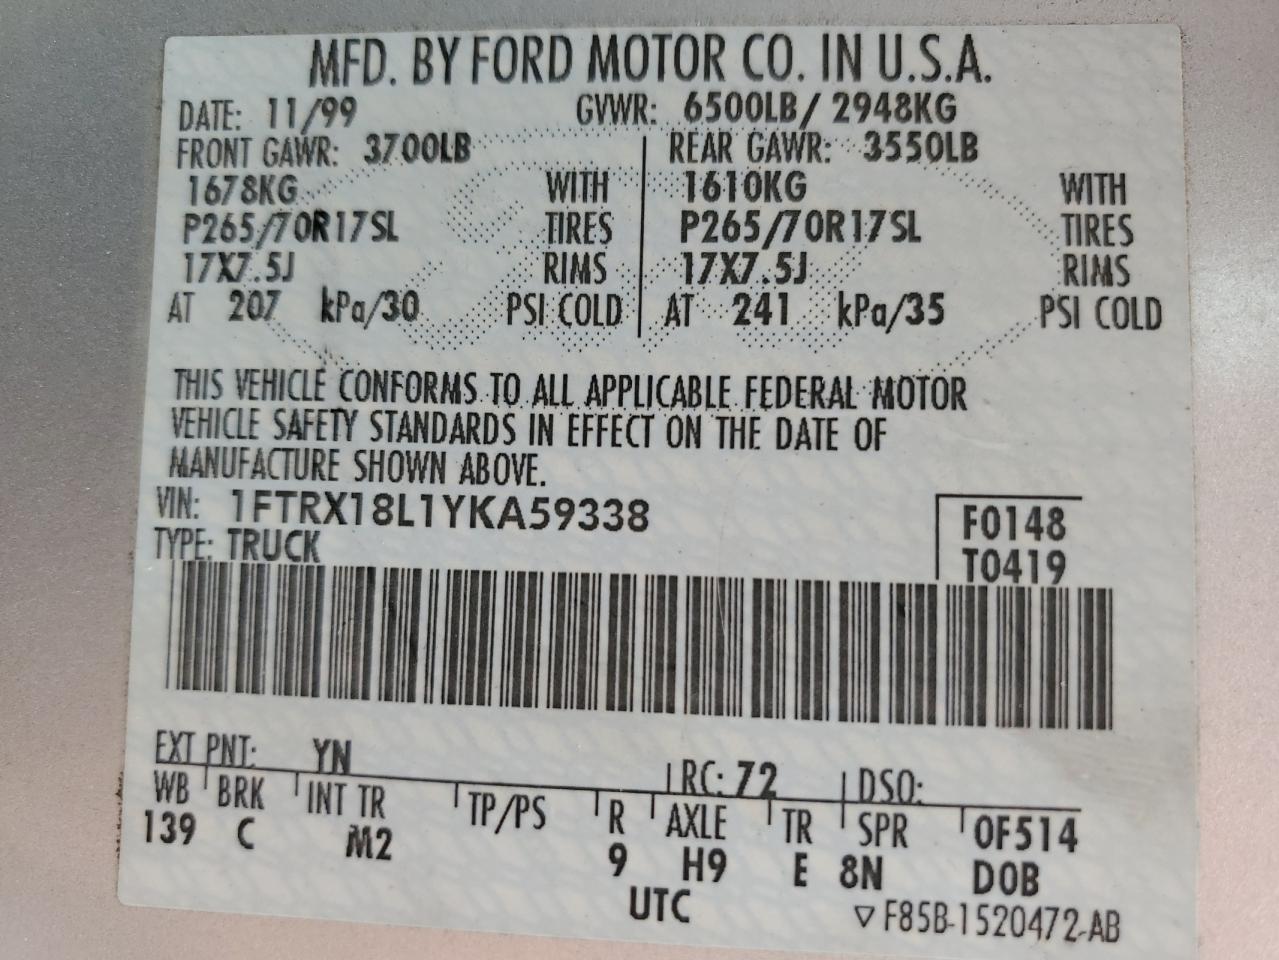 MFD. BY FORD MOTOR CO. IN U.S.A.
DATE: 11/99 GVWR: 6500LB/ 2948KG
FRONT GAWR: 3700LB REAR GAWR: 3550LB
1678KG WITH 1610KG WITH
P265/70R17SL TIRES P265/70R17SL TIRES
17X7.5J RIMS 17X7.5J RIMS
AT 207 kPa/30 PSI COLD AT 241 kPa/35 PSI COLD
THIS VEHICLE CONFORMS TO ALL APPLICABLE FEDERAL MOTOR
VEHICLE SAFETY STANDARDS IN EFFECT ON THE DATE OF
MANUFACTURE SHOWN ABOVE.
VIN: 1FTRX18L1YKA59338 F0148
TYPE: TRUCK T0419
EXT PNT: YN RC: 72 DSO:
WB BRK INT TR TP/PS R AXLE TR SPR OF514
139 C M2 9 H9 E 8N DOB
UTC ▽ F85B-1520472-AB